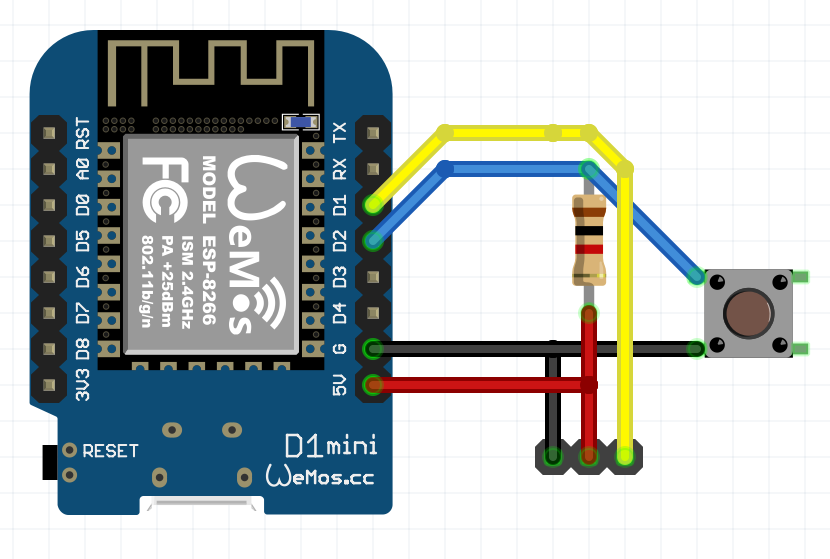 RST
A0
D0
D5
D6
D7
D8
3V3
TX
RX
D1
D2
D3
D4
G
5V
WeMos
MODEL ESP-8266
ISM 2.4GHz
PA +25dBm
802.11b/g/n
FC
RESET
D1mini
WeMos.cc